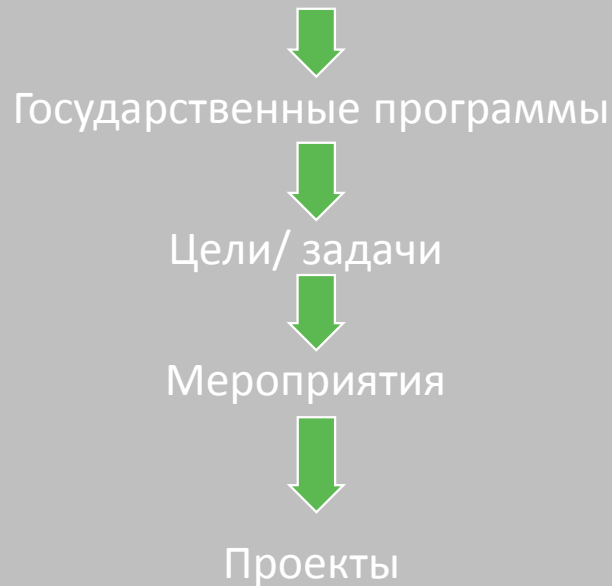 Государственные программы
Цели/ задачи
Мероприятия
Проекты